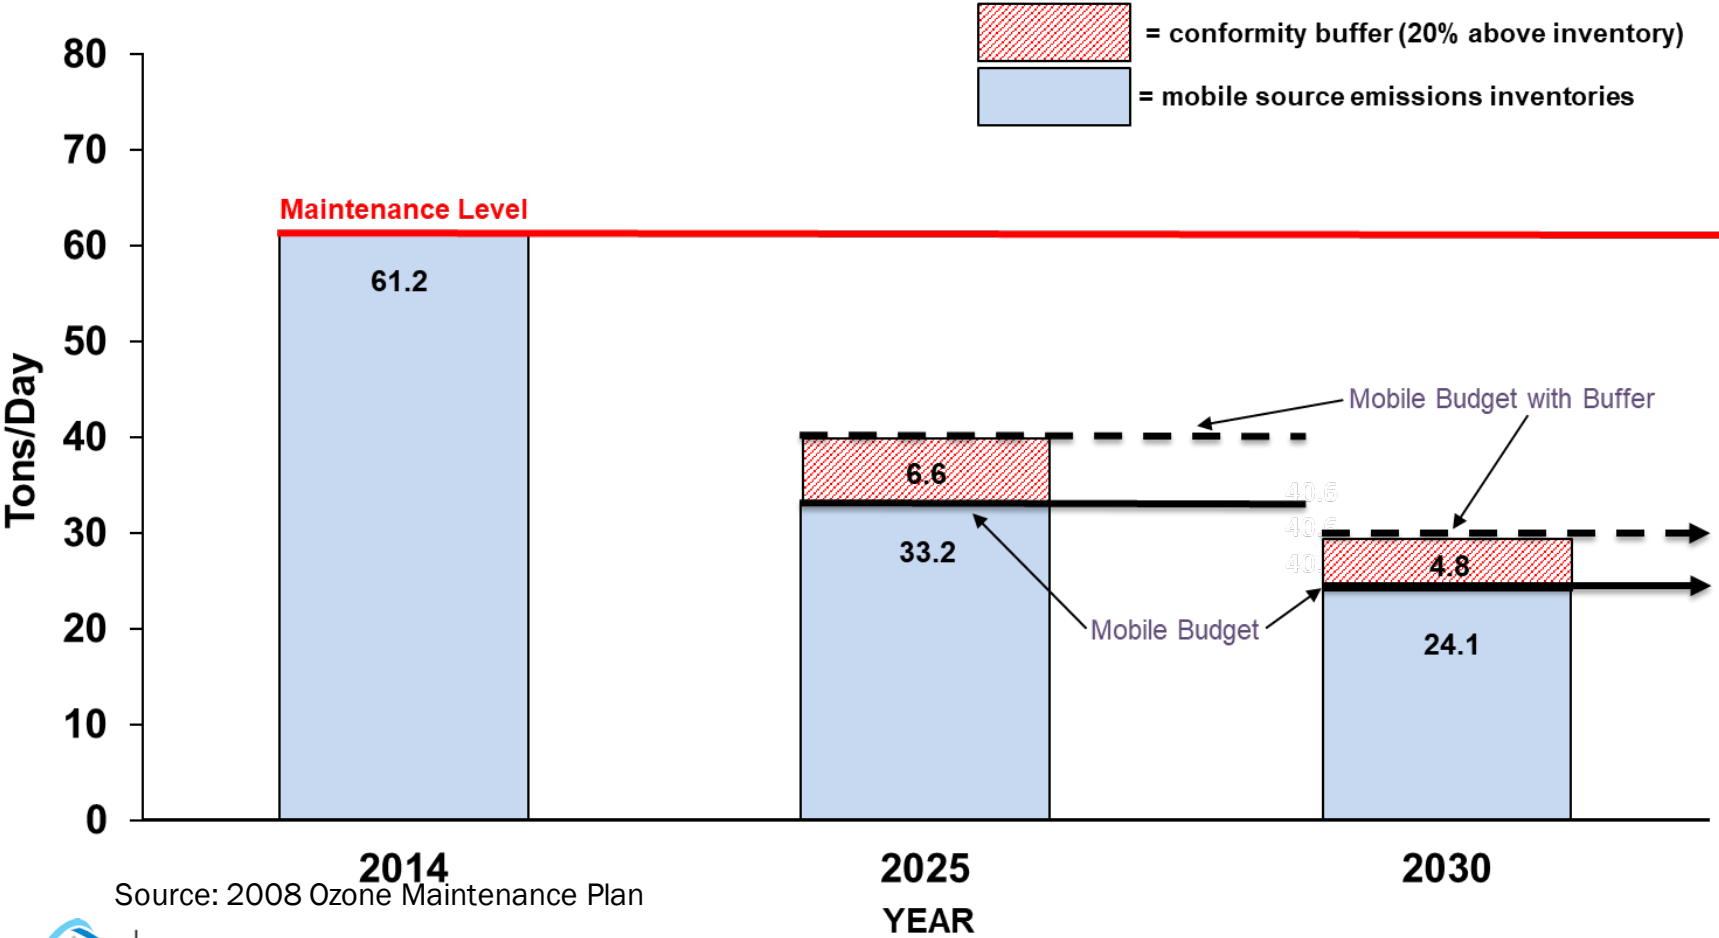 = conformity buffer (20% above inventory)
= mobile source emissions inventories
80
70
60
50
40
30
20
10
0
Tons/Day
Maintenance Level
61.2
6.6
33.2
4.8
24.1
Mobile Budget with Buffer
Mobile Budget
40.6
2014
2025
2030
YEAR
Source: 2008 Ozone Maintenance Plan